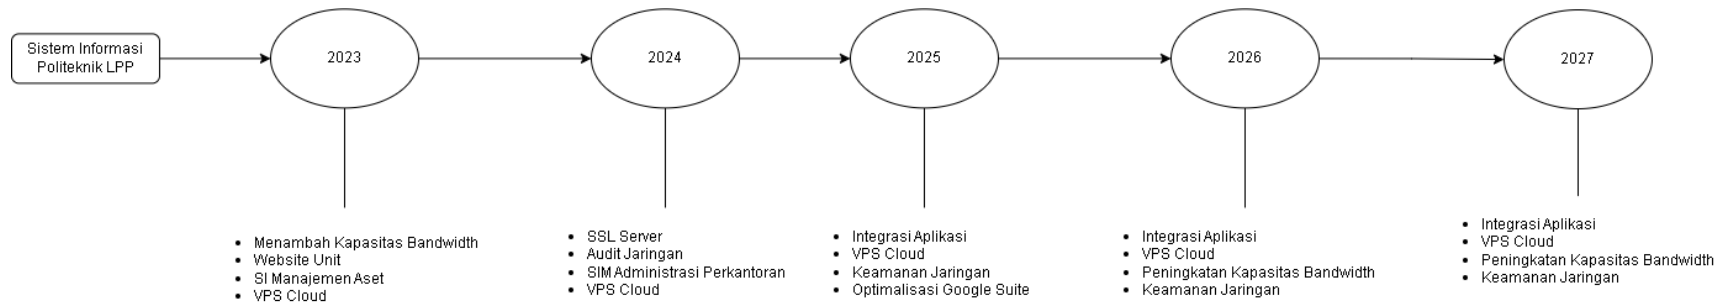 Sistem Informasi
Politeknik LPP
2023
2024
2025
2026
2027
• Menambah Kapasitas Bandwidth
• Website Unit
• SI Manajemen Aset
• VPS Cloud
• SSL Server
• Audit Jaringan
• SIM Administrasi Perkantoran
• VPS Cloud
• Integrasi Aplikasi
• VPS Cloud
• Keamanan Jaringan
• Optimalisasi Google Suite
• Integrasi Aplikasi
• VPS Cloud
• Peningkatan Kapasitas Bandwidth
• Keamanan Jaringan
• Integrasi Aplikasi
• VPS Cloud
• Peningkatan Kapasitas Bandwidth
• Keamanan Jaringan